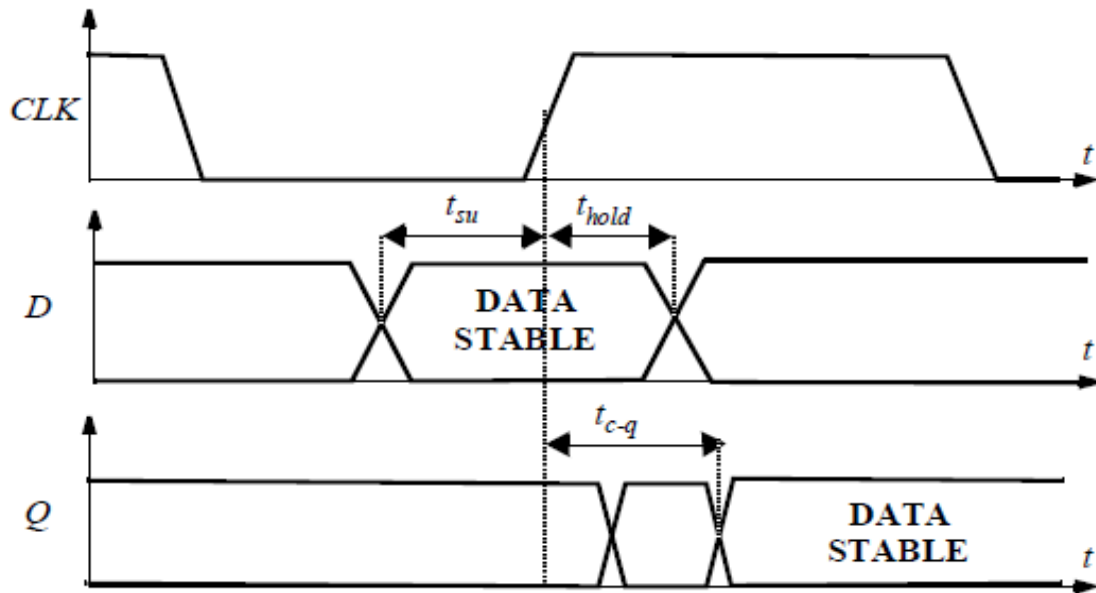 CLK
t
t_su
t_hold
D
DATA
STABLE
t
t_c-q
Q
DATA
STABLE
t